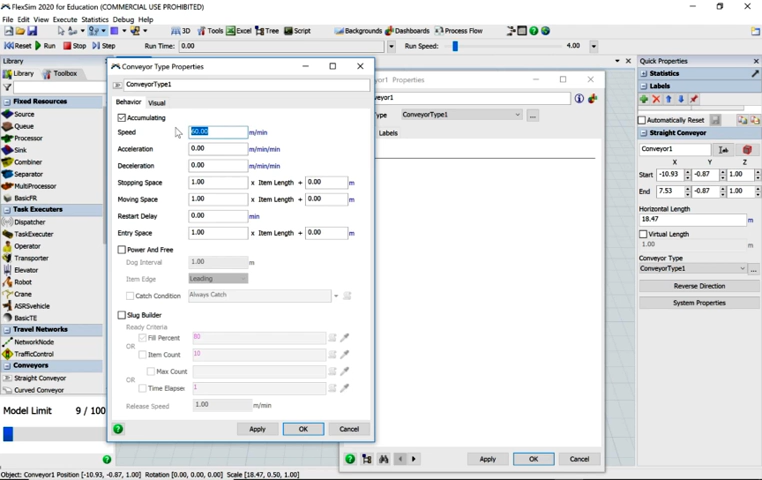 FlexSim 2020 for Education (COMMERCIAL USE PROHIBITED)
File Edit View Execute Statistics Debug Help
3D Tools Excel Tree Script Backgrounds Dashboards Process Flow
Reset Run Stop Step Run Time: 0.00 Run Speed: 4.00
Library
Library Toolbox
Fixed Resources
Source
Queue
Processor
Sink
Combiner
Separator
MultiProcessor
BasicFR
Task Executers
Dispatcher
TaskExecuter
Operator
Transporter
Elevator
Robot
Crane
ASRSvehicle
BasicTE
Travel Networks
NetworkNode
TrafficControl
Conveyors
Straight Conveyor
Curved Conveyor
Model Limit 9 / 100
Conveyor Type Properties
ConveyorType1
Behavior Visual
Accumulating
Speed 60.00 m/min
Acceleration 0.00 m/min/min
Deceleration 0.00 m/min/min
Stopping Space 1.00 x Item Length + 0.00 m
Moving Space 1.00 x Item Length + 0.00 m
Restart Delay 0.00 min
Entry Space 1.00 x Item Length + 0.00 m
Power And Free
Dog Interval 1.00 m
Item Edge Leading
Catch Condition Always Catch
Slug Builder
Ready Criteria
Fill Percent 80
OR
Item Count 10
Max Count
OR
Time Elapse 1
Release Speed 1.00 m/min
Apply OK Cancel
or1 Properties
eyor1
ype ConveyorType1 ...
Labels
Apply OK Cancel
Quick Properties
Statistics
Labels
Automatically Reset
Straight Conveyor
Conveyor1
X Y Z
Start -10.93 -0.87 1.00
End 7.53 -0.87 1.00
Horizontal Length
18.47 m
Virtual Length
1.00 m
Conveyor Type
ConveyorType1 ...
Reverse Direction
System Properties
Object: Conveyor1 Position [-10.93, -0.87, 1.00] Rotation [0.00, 0.00, 0.00] Scale [18.47, 0.50, 1.00]